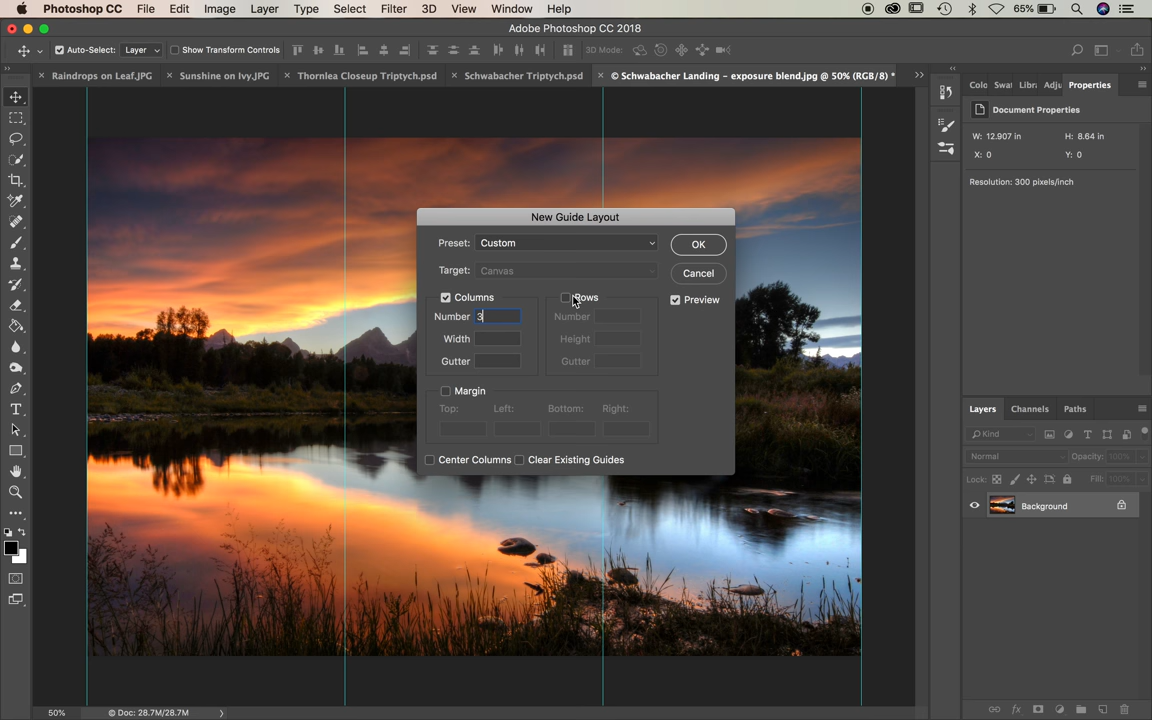 Photoshop CC File Edit Image Layer Type Select Filter 3D View Window Help 65%
Adobe Photoshop CC 2018
Auto-Select: Layer Show Transform Controls 3D Mode:
× Raindrops on Leaf.JPG × Sunshine on Ivy.JPG × Thornlea Closeup Triptych.psd × Schwabacher Triptych.psd × © Schwabacher Landing – exposure blend.jpg @ 50% (RGB/8) * >>
Colo Swat Libra Adju Properties
Document Properties
W: 12.907 in H: 8.64 in
X: 0 Y: 0
Resolution: 300 pixels/inch
New Guide Layout
Preset: Custom OK
Target: Canvas Cancel
Columns Rows Preview
Number 3 Number
Width Height
Gutter Gutter
Margin
Top: Left: Bottom: Right:
Center Columns Clear Existing Guides
Layers Channels Paths
Kind
Normal Opacity: 100%
Lock: Fill: 100%
Background
50% © Doc: 28.7M/28.7M